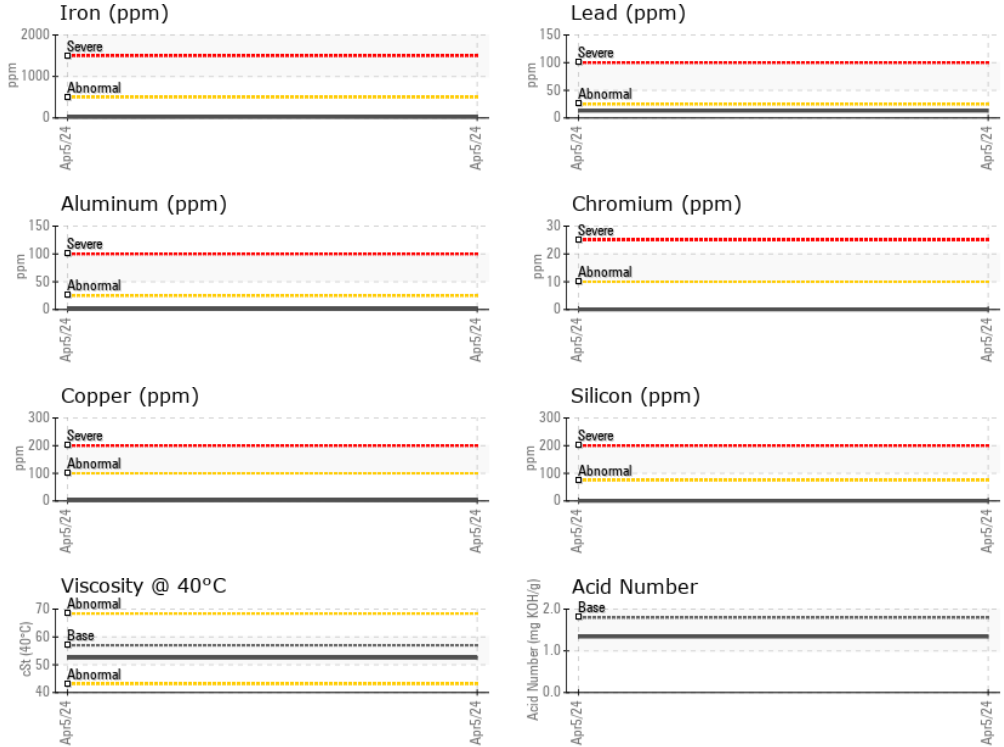 Iron (ppm)
2000
1000
0
ppm
Severe
Abnormal
Apr5/24
Apr5/24
Lead (ppm)
150
100
50
0
ppm
Severe
Abnormal
Apr5/24
Apr5/24
Aluminum (ppm)
150
100
50
0
ppm
Severe
Abnormal
Apr5/24
Apr5/24
Chromium (ppm)
30
20
10
0
ppm
Severe
Abnormal
Apr5/24
Apr5/24
Copper (ppm)
300
200
100
0
ppm
Severe
Abnormal
Apr5/24
Apr5/24
Silicon (ppm)
300
200
100
0
ppm
Severe
Abnormal
Apr5/24
Apr5/24
Viscosity @ 40°C
70
60
50
40
cSt (40°C)
Abnormal
Base
Abnormal
Apr5/24
Apr5/24
Acid Number
2.0
1.0
0.0
Acid Number (mg KOH/g)
Base
Apr5/24
Apr5/24